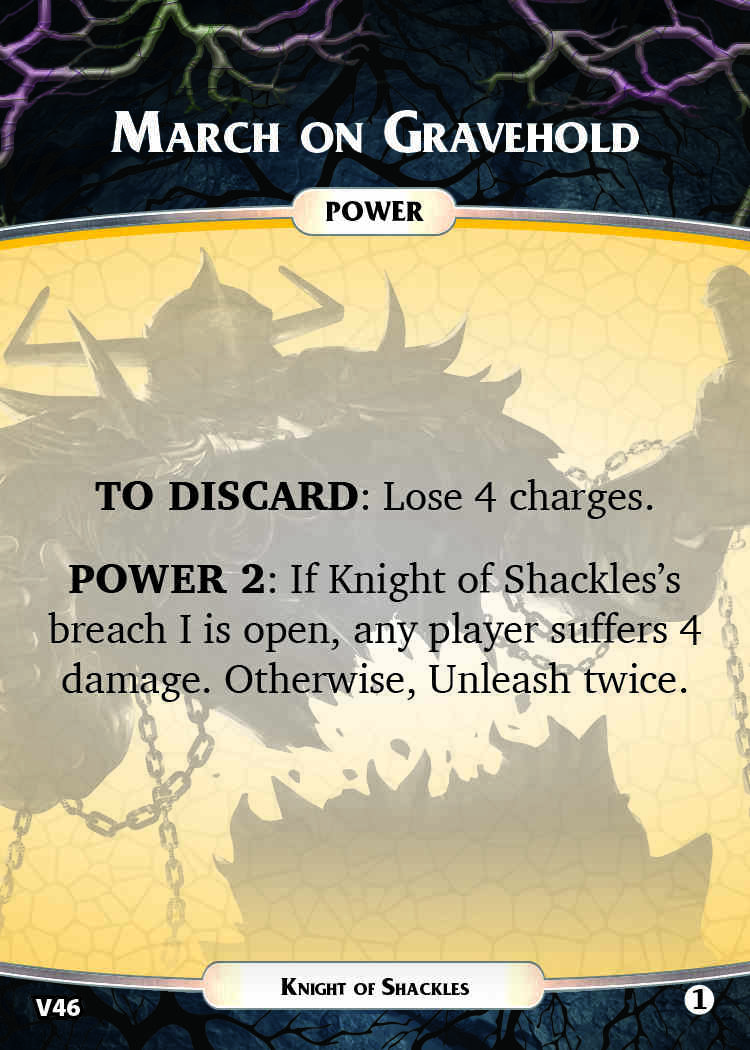 March on Gravehold
POWER
TO DISCARD: Lose 4 charges.
POWER 2: If Knight of Shackles’s
breach I is open, any player suffers 4
damage. Otherwise, Unleash twice.
Knight of Shackles
V46
1